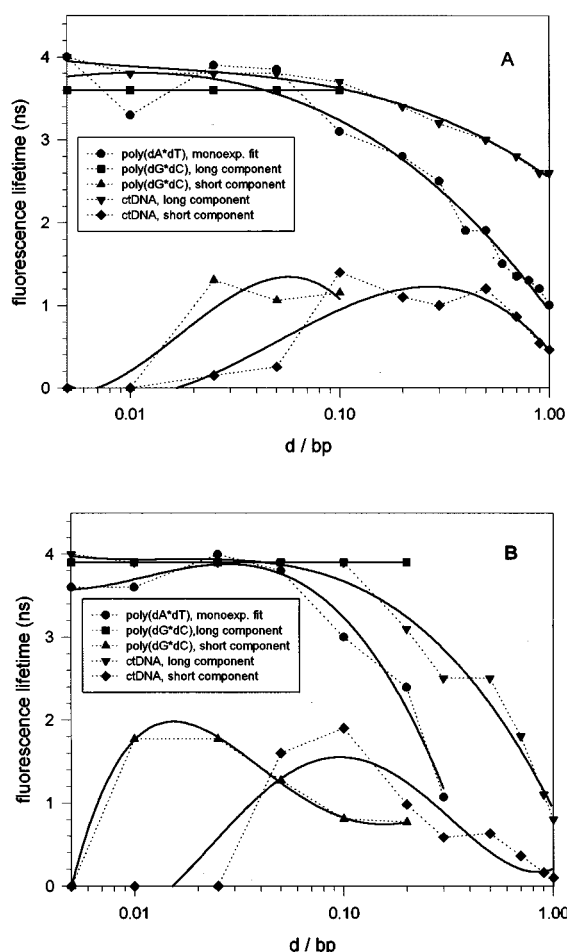 A
4
3
2
1
0
fluorescence lifetime (ns)
poly(dA*dT), monoexp. fit
poly(dG*dC), long component
poly(dG*dC), short component
ctDNA, long component
ctDNA, short component
0.01
0.10
1.00
d / bp
B
4
3
2
1
0
fluorescence lifetime (ns)
poly(dA*dT), monoexp. fit
poly(dG*dC),long component
poly(dG*dC), short component
ctDNA, long component
ctDNA, short component
0.01
0.10
1.00
d / bp